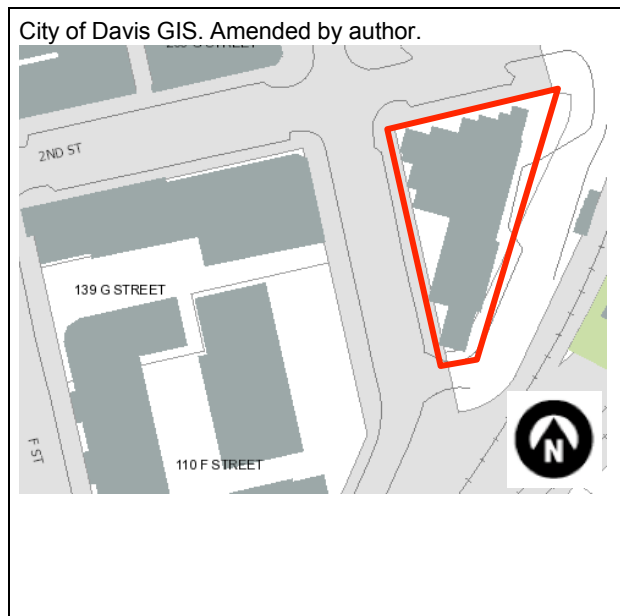 City of Davis GIS. Amended by author.
2ND ST
139 G STREET
110 F STREET
F ST
N